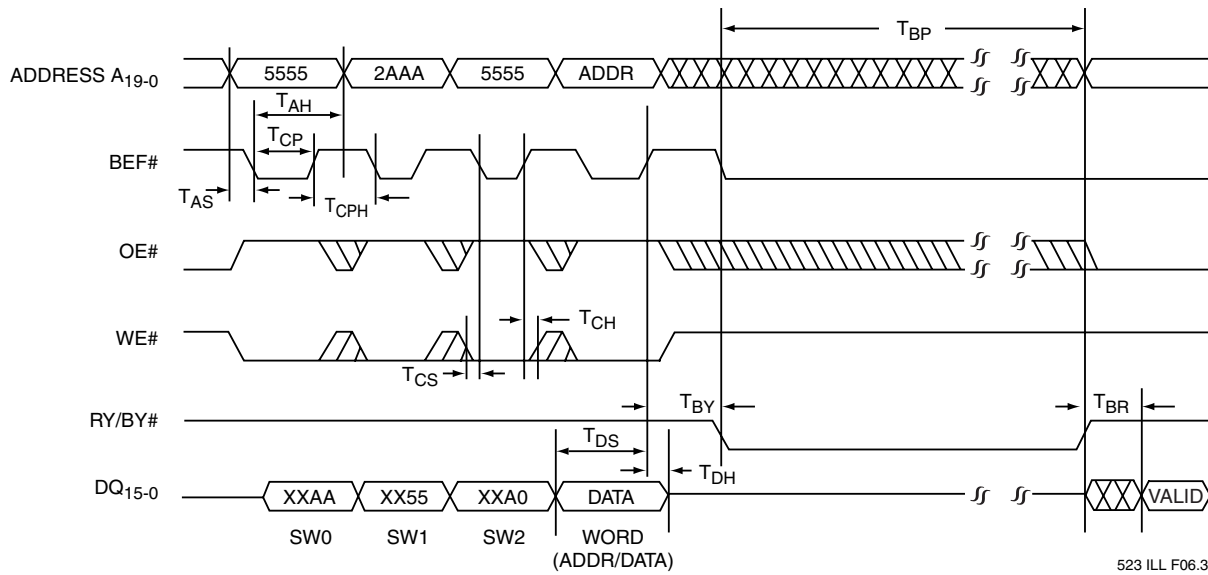 T_BP
ADDRESS A_19-0
5555
2AAA
5555
ADDR
T_AH
T_CP
BEF#
T_AS
T_CPH
OE#
WE#
T_CH
T_CS
RY/BY#
T_BY
T_BR
T_DS
T_DH
DQ_15-0
XXAA
XX55
XXA0
DATA
VALID
SW0
SW1
SW2
WORD
(ADDR/DATA)
523 ILL F06.3